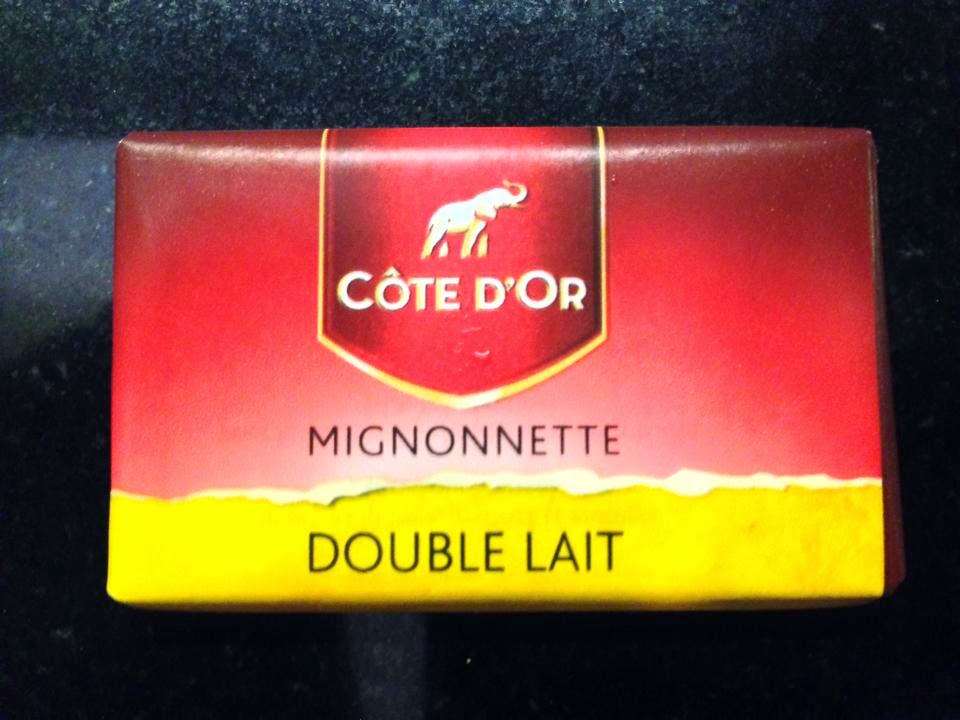 CÔTE D'OR
MIGNONNETTE
DOUBLE LAIT